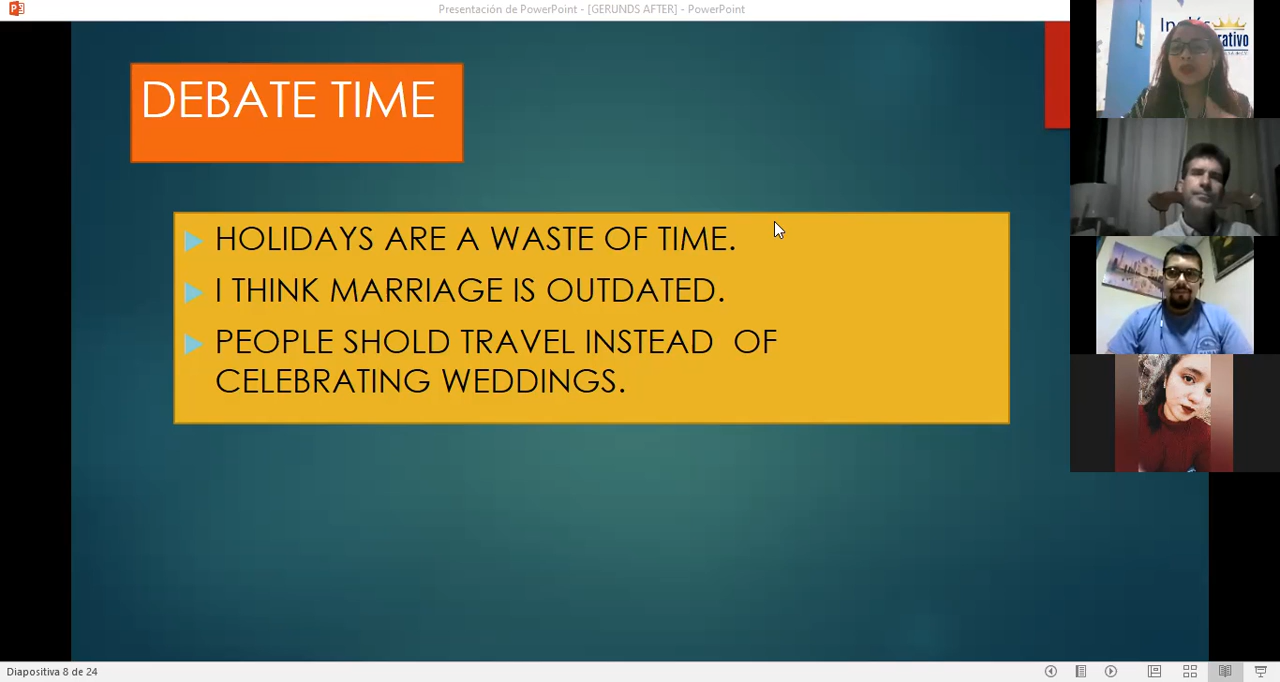 Presentación de PowerPoint - [GERUNDS AFTER] - PowerPoint
DEBATE TIME
HOLIDAYS ARE A WASTE OF TIME.
I THINK MARRIAGE IS OUTDATED.
PEOPLE SHOLD TRAVEL INSTEAD OF
CELEBRATING WEDDINGS.
Diapositiva 8 de 24